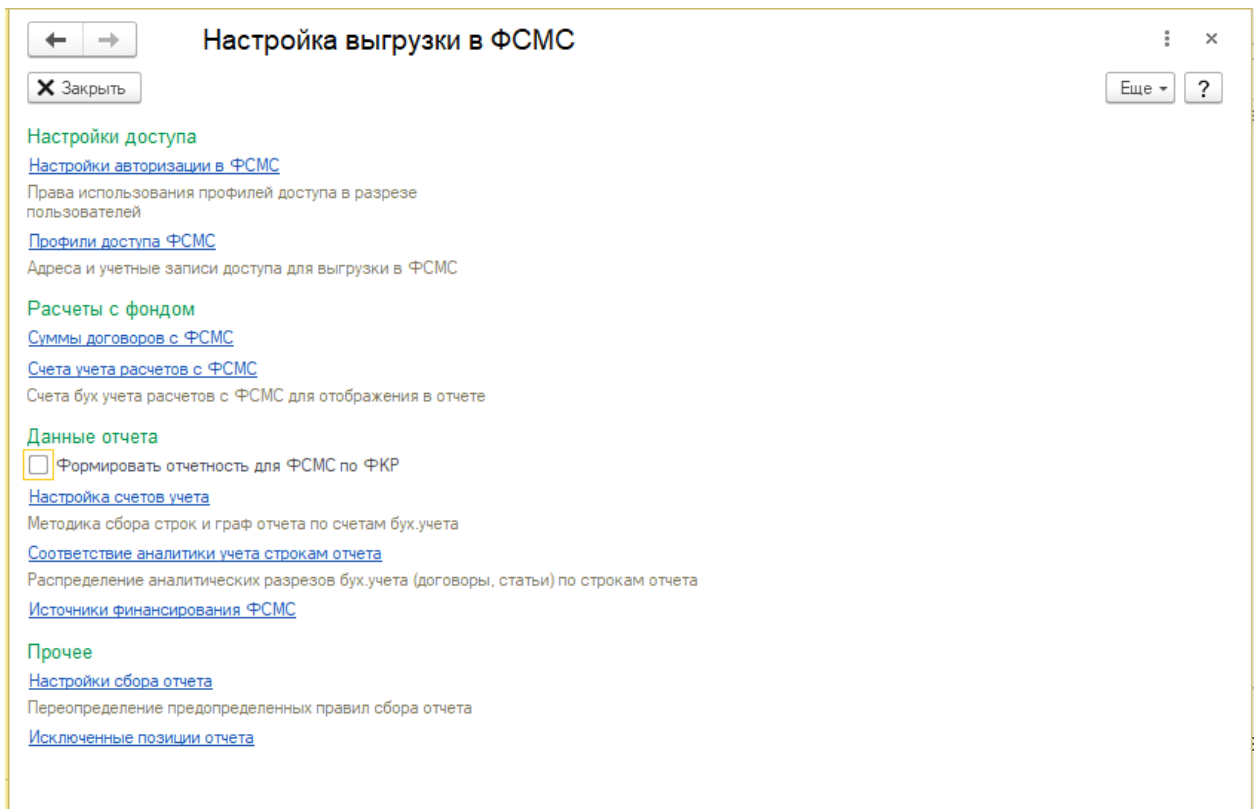 Настройка выгрузки в ФСМС
Закрыть
Еще
?
Настройки доступа
Настройки авторизации в ФСМС
Права использования профилей доступа в разрезе
пользователей
Профили доступа ФСМС
Адреса и учетные записи доступа для выгрузки в ФСМС
Расчеты с фондом
Суммы договоров с ФСМС
Счета учета расчетов с ФСМС
Счета бух учета расчетов с ФСМС для отображения в отчете
Данные отчета
Формировать отчетность для ФСМС по ФКР
Настройка счетов учета
Методика сбора строк и граф отчета по счетам бух.учета
Соответствие аналитики учета строкам отчета
Распределение аналитических разрезов бух.учета (договоры, статьи) по строкам отчета
Источники финансирования ФСМС
Прочее
Настройки сбора отчета
Переопределение предопределенных правил сбора отчета
Исключенные позиции отчета